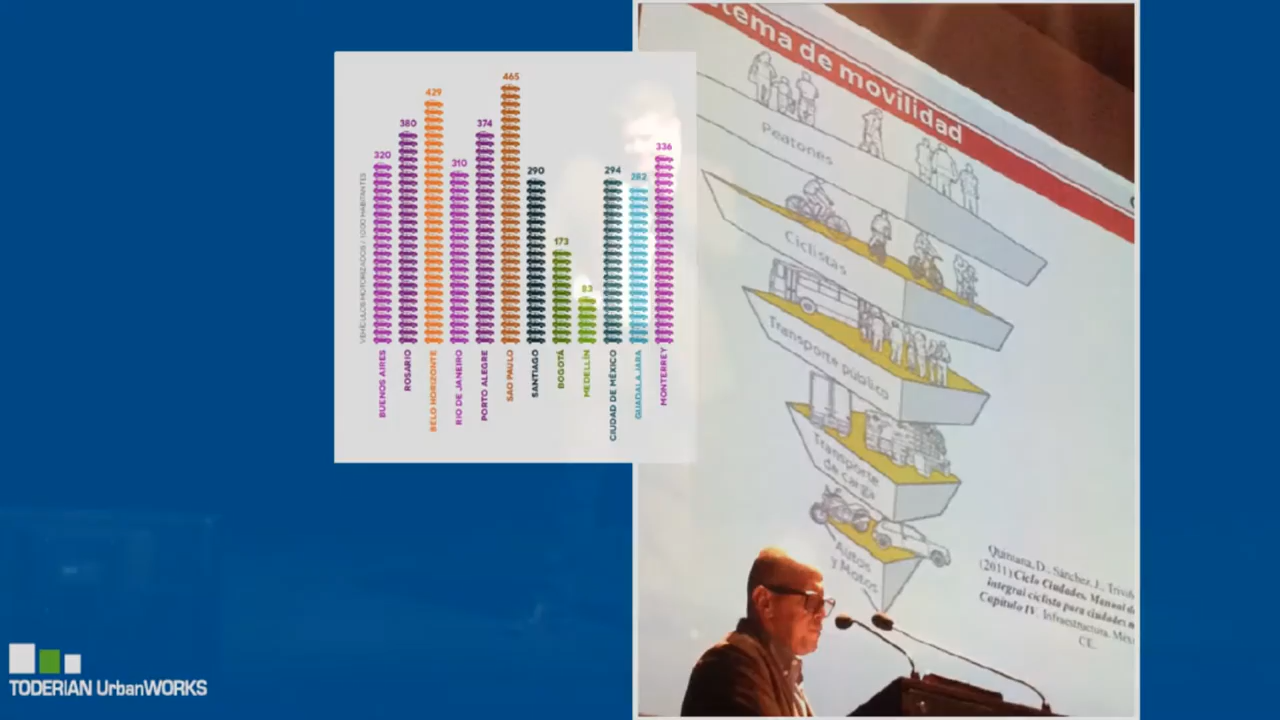 465
429
380
374
336
320
310
290
294
282
173
83
VEHÍCULOS MOTORIZADOS / 1000 HABITANTES
BUENOS AIRES
ROSARIO
BELO HORIZONTE
RIO DE JANEIRO
PORTO ALEGRE
SAO PAULO
SANTIAGO
BOGOTÁ
MEDELLÍN
CIUDAD DE MÉXICO
GUADALAJARA
MONTERREY
tema de movilidad
Peatones
Ciclistas
Transporte público
Transporte
de carga
Autos
y Motos
Quintana, D., Sánchez, J.,
(2011) Ciclo Ciudades. Manual
integral ciclista para ciudades
Capítulo IV. Infraestructura.
CE.
TODERIAN UrbanWORKS